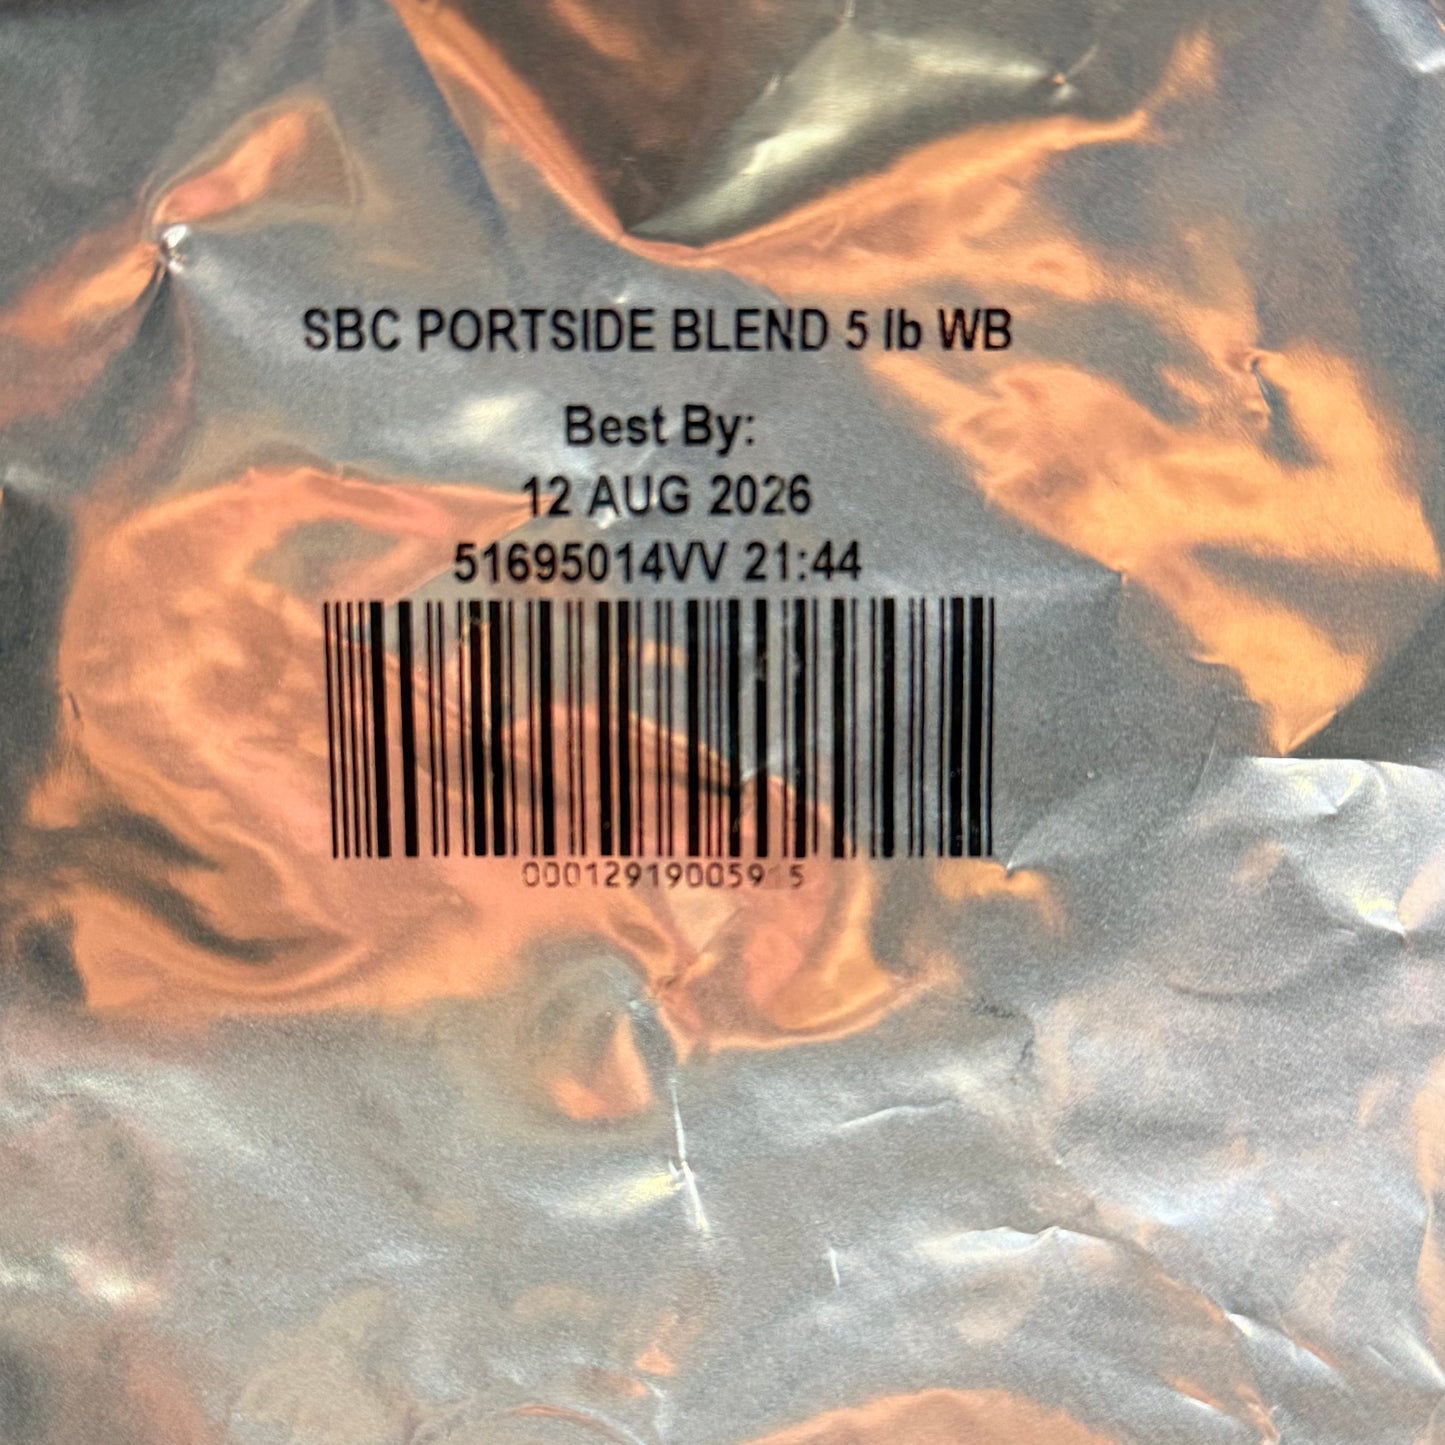 SBC PORTSIDE BLEND 5 lb WB
Best By:
12 AUG 2026
51695014VV 21:44